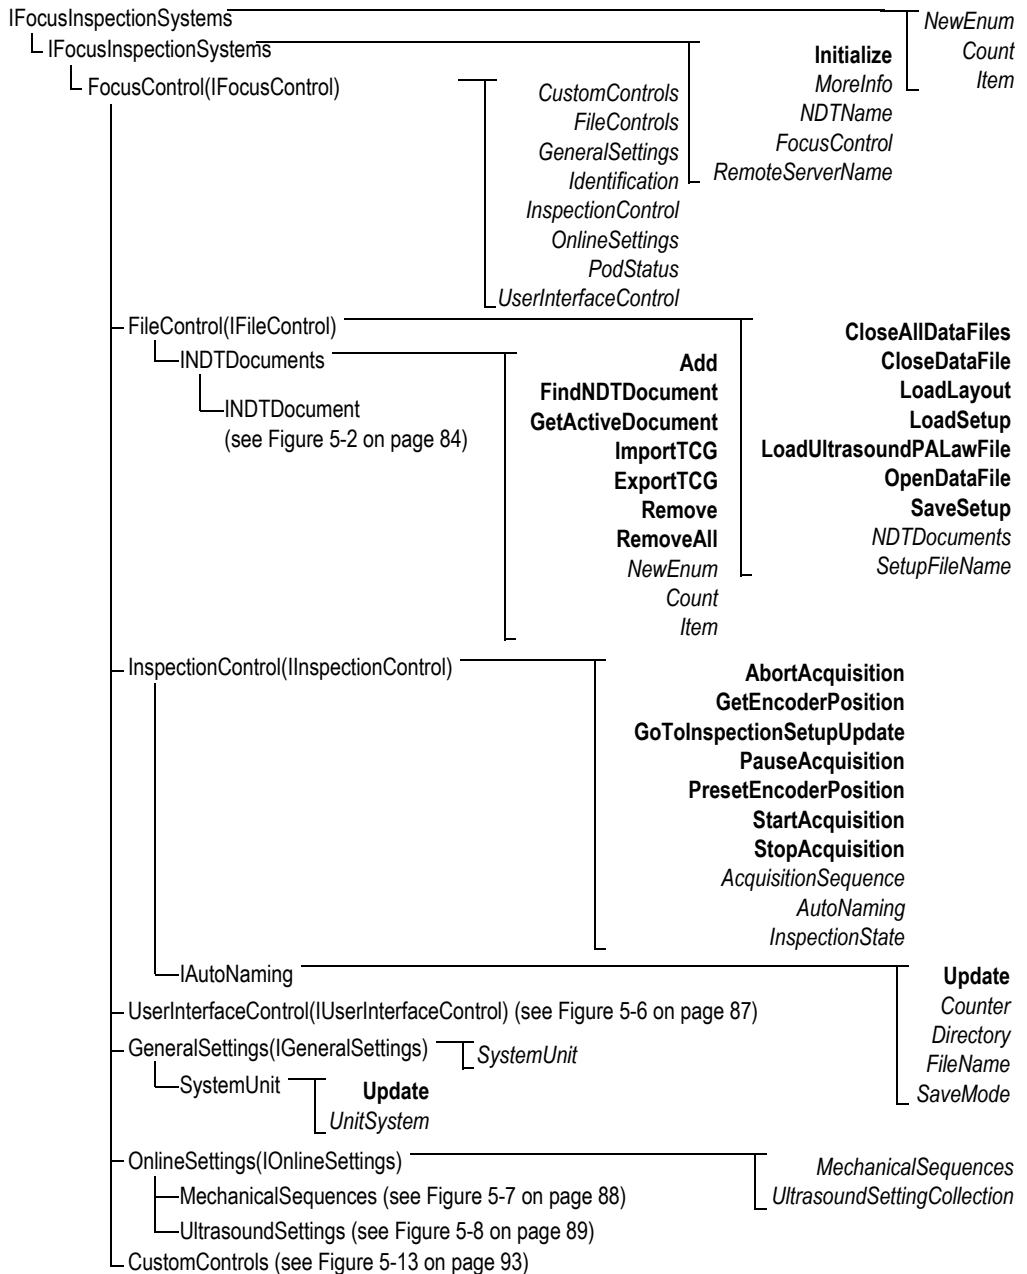 IFocusInspectionSystems
NewEnum
Count
Item
IFocusInspectionSystems
Initialize
MoreInfo
NDTName
FocusControl
RemoteServerName
FocusControl(IFocusControl)
CustomControls
FileControls
GeneralSettings
Identification
InspectionControl
OnlineSettings
PodStatus
UserInterfaceControl
FileControl(IFileControl)
CloseAllDataFiles
CloseDataFile
LoadLayout
LoadSetup
LoadUltrasoundPALawFile
OpenDataFile
SaveSetup
NDTDocuments
SetupFileName
INDTDocuments
Add
FindNDTDocument
GetActiveDocument
ImportTCG
ExportTCG
Remove
RemoveAll
NewEnum
Count
Item
INDTDocument
(see Figure 5-2 on page 84)
InspectionControl(IInspectionControl)
AbortAcquisition
GetEncoderPosition
GoToInspectionSetupUpdate
PauseAcquisition
PresetEncoderPosition
StartAcquisition
StopAcquisition
AcquisitionSequence
AutoNaming
InspectionState
IAutoNaming
Update
Counter
Directory
FileName
SaveMode
UserInterfaceControl(IUserInterfaceControl) (see Figure 5-6 on page 87)
GeneralSettings(IGeneralSettings)
SystemUnit
SystemUnit
Update
UnitSystem
OnlineSettings(IOnlineSettings)
MechanicalSequences
UltrasoundSettingCollection
MechanicalSequences (see Figure 5-7 on page 88)
UltrasoundSettings (see Figure 5-8 on page 89)
CustomControls (see Figure 5-13 on page 93)